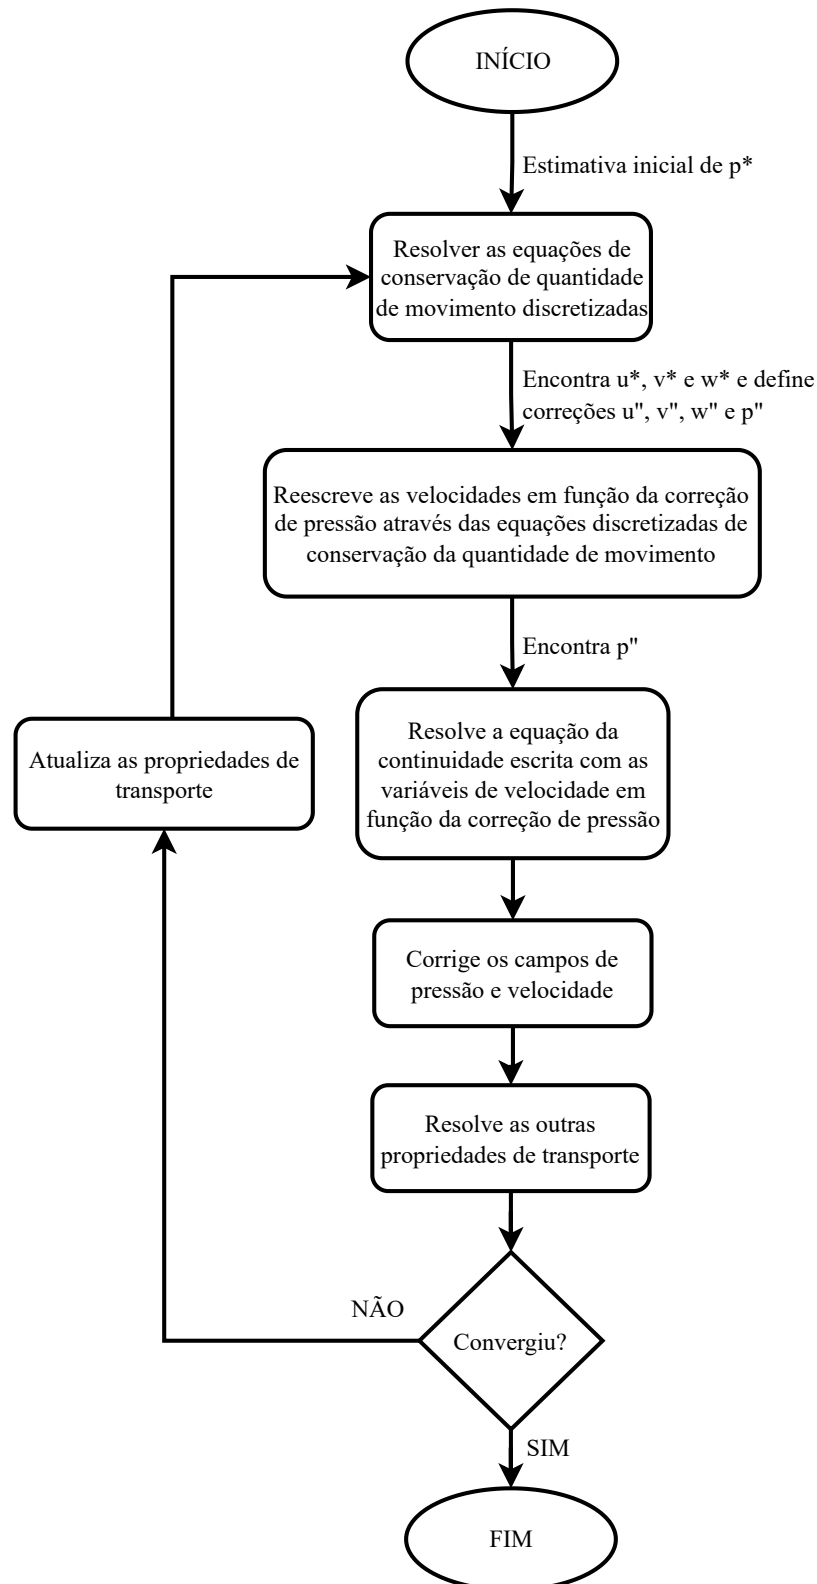 INÍCIO
Estimativa inicial de p*
Resolver as equações de
conservação de quantidade
de movimento discretizadas
Encontra u*, v* e w* e define
correções u", v", w" e p"
Reescreve as velocidades em função da correção
de pressão através das equações discretizadas de
conservação da quantidade de movimento
Encontra p"
Resolve a equação da
continuidade escrita com as
variáveis de velocidade em
função da correção de pressão
Atualiza as propriedades de
transporte
Corrige os campos de
pressão e velocidade
Resolve as outras
propriedades de transporte
NÃO
Convergiu?
SIM
FIM